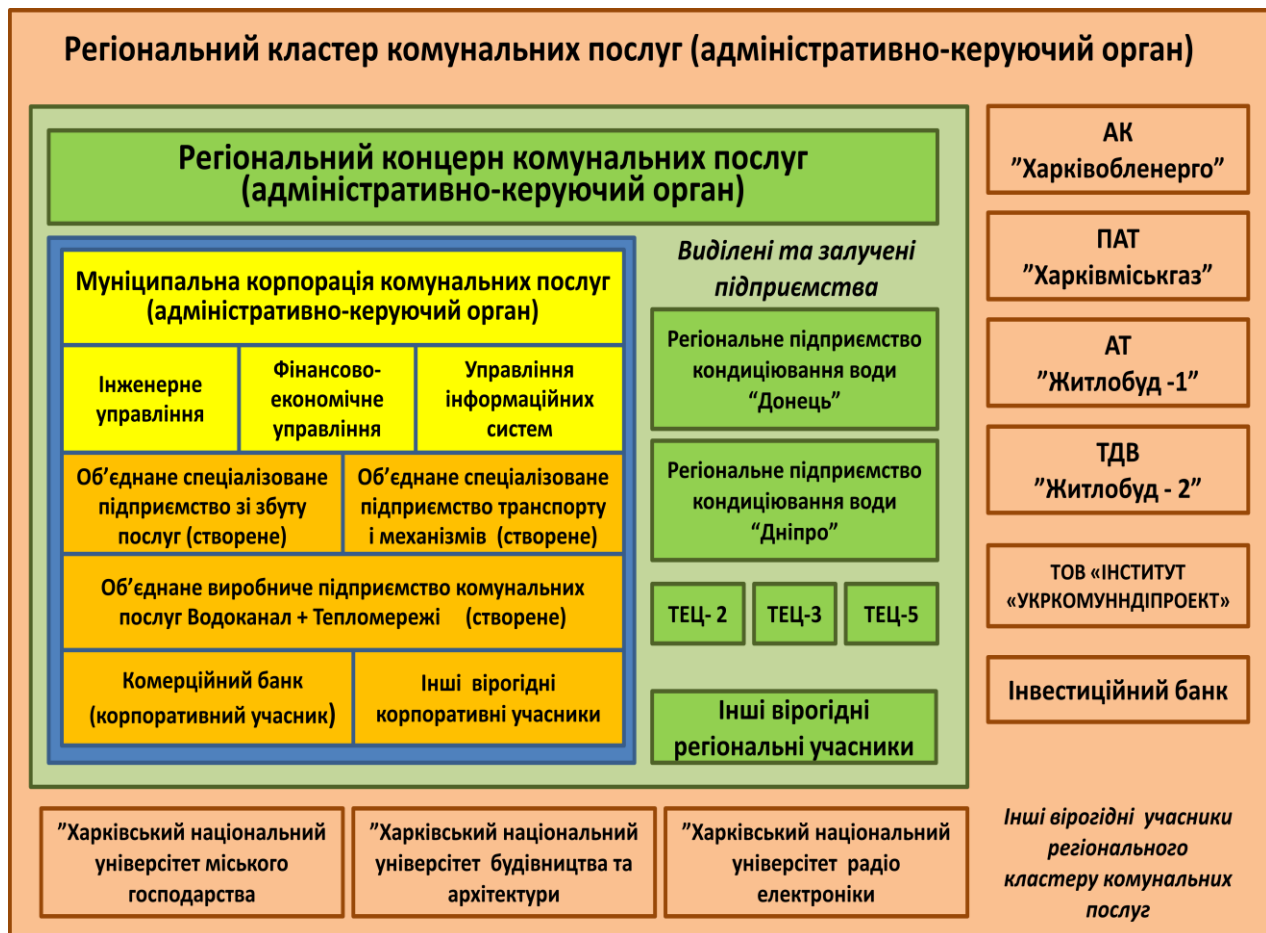 Регіональний кластер комунальних послуг (адміністративно-керуючий орган)
Регіональний концерн комунальних послуг
(адміністративно-керуючий орган)
Муніципальна корпорація комунальних послуг
(адміністративно-керуючий орган)
Інженерне
управління
Фінансово-
економічне
управління
Управління
інформаційних
систем
Об’єднане спеціалізоване
підприємство зі збуту
послуг (створене)
Об’єднане спеціалізоване
підприємство транспорту
і механізмів (створене)
Об’єднане виробниче підприємство комунальних
послуг Водоканал + Тепломережі (створене)
Комерційний банк
(корпоративний учасник)
Інші вірогідні
корпоративні учасники
Виділені та залучені
підприємства
Регіональне підприємство
кондиціювання води
“Донець”
Регіональне підприємство
кондиціювання води
“Дніпро”
ТЕЦ- 2
ТЕЦ-3
ТЕЦ-5
Інші вірогідні
регіональні учасники
АК
”Харківобленерго”
ПАТ
”Харківміськгаз”
АТ
”Житлобуд -1”
ТДВ
”Житлобуд - 2”
ТОВ «ІНСТИТУТ
«УКРКОМУННДІПРОЕКТ»
Інвестиційний банк
”Харківський національний
універсітет міського
господарства
”Харківський національний
універсітет будівництва та
архітектури
”Харківський національний
універсітет радіо
електроніки
Інші вірогідні учасники
регіонального
кластеру комунальних
послуг